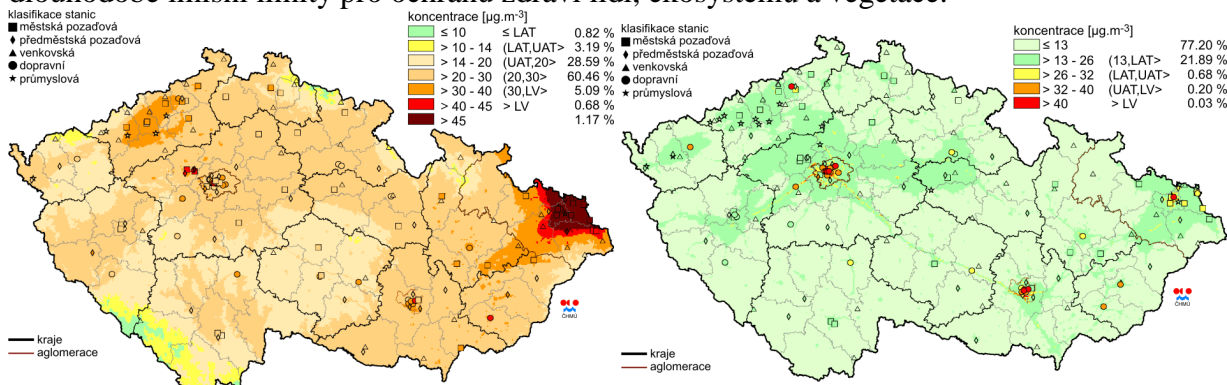 dlouhodobé imisní limity pro ochranu zdraví lidí, ekosystémů a vegetace.
klasifikace stanic
městská pozaďová
předměstská pozaďová
venkovská
dopravní
průmyslová
koncentrace [µg.m-3]
≤ 10 ≤ LAT 0.82 %
> 10 - 14 (LAT,UAT> 3.19 %
> 14 - 20 (UAT,20> 28.59 %
> 20 - 30 (20,30> 60.46 %
> 30 - 40 (30,LV> 5.09 %
> 40 - 45 > LV 0.68 %
> 45 1.17 %
ČHMÚ
kraje
aglomerace
klasifikace stanic
městská pozaďová
předměstská pozaďová
venkovská
dopravní
průmyslová
koncentrace [µg.m-3]
≤ 13 77.20 %
> 13 - 26 (13,LAT> 21.89 %
> 26 - 32 (LAT,UAT> 0.68 %
> 32 - 40 (UAT,LV> 0.20 %
> 40 > LV 0.03 %
ČHMÚ
kraje
aglomerace